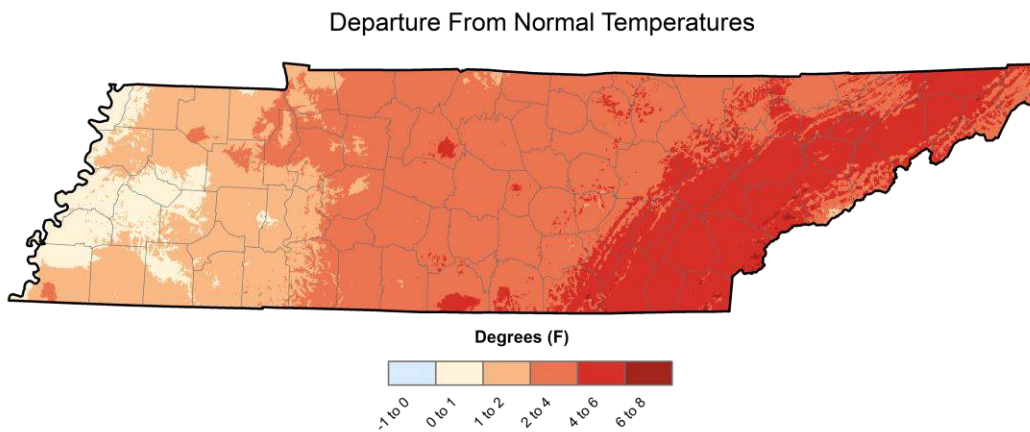 Departure From Normal Temperatures
Degrees (F)
-1 to 0
0 to 1
1 to 2
2 to 4
4 to 6
6 to 8